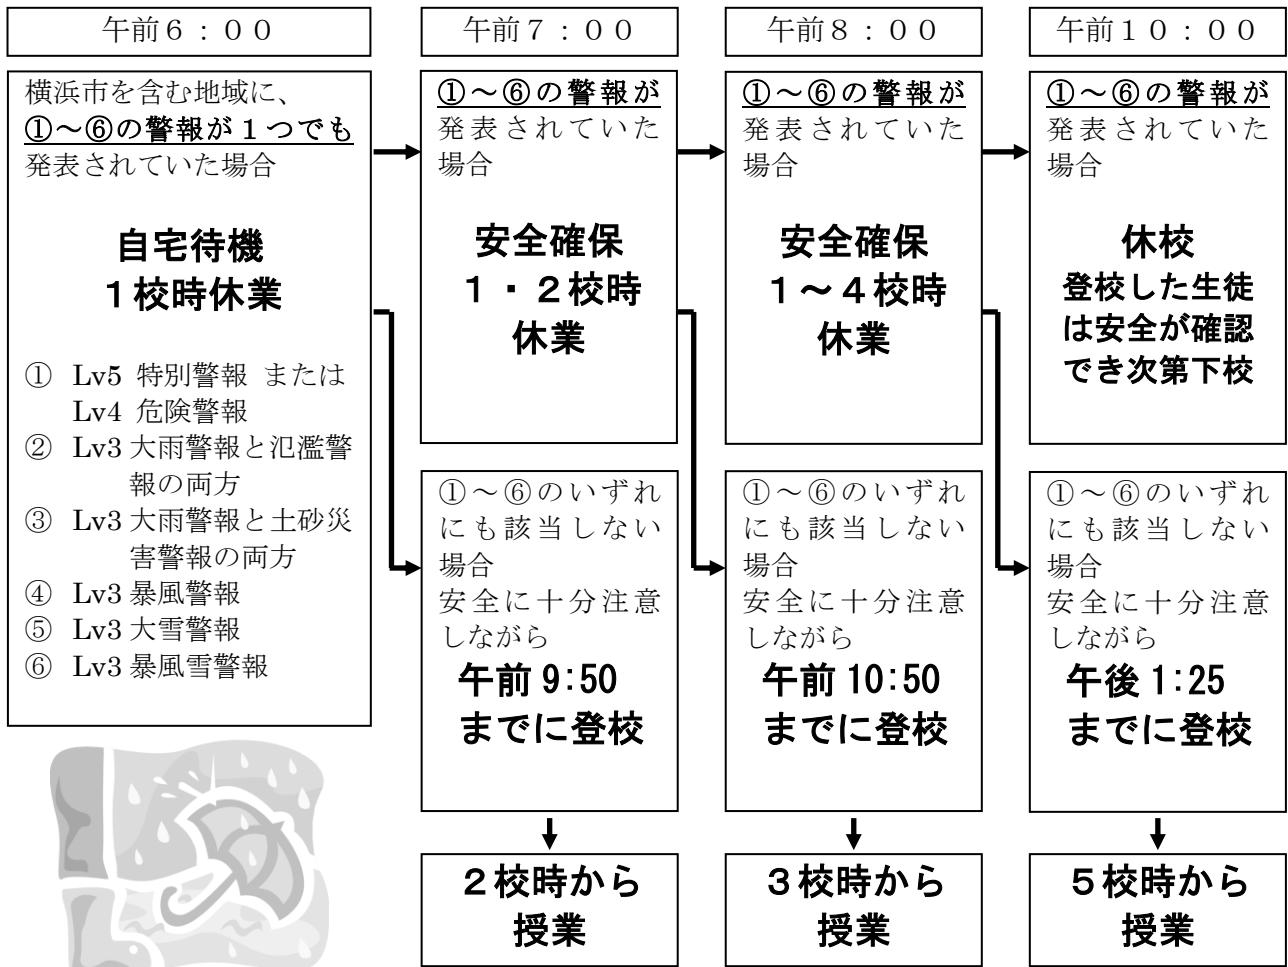 午前６：００
横浜市を含む地域に、
①～⑥の警報が１つでも
発表されていた場合
自宅待機
１校時休業
① Lv5 特別警報 または
Lv4 危険警報
② Lv3 大雨警報と氾濫警
報の両方
③ Lv3 大雨警報と土砂災
害警報の両方
④ Lv3 暴風警報
⑤ Lv3 大雪警報
⑥ Lv3 暴風雪警報
午前７：００
①～⑥の警報が
発表されていた
場合
安全確保
１・２校時
休業
①～⑥のいずれ
にも該当しない
場合
安全に十分注意
しながら
午前 9:50
までに登校
２校時から
授業
午前８：００
①～⑥の警報が
発表されていた
場合
安全確保
１～４校時
休業
①～⑥のいずれ
にも該当しない
場合
安全に十分注意
しながら
午前 10:50
までに登校
３校時から
授業
午前１０：００
①～⑥の警報が
発表されていた
場合
休校
登校した生徒
は安全が確認
でき次第下校
①～⑥のいずれ
にも該当しない
場合
安全に十分注意
しながら
午後 1:25
までに登校
５校時から
授業